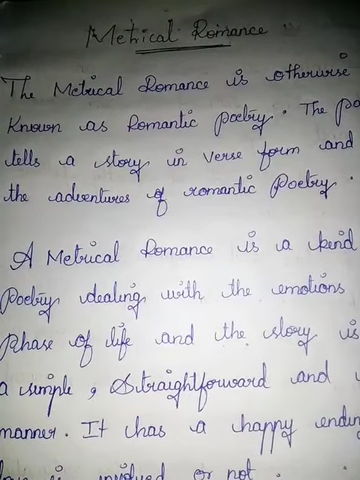 Metrical Romance
The Metrical Romance is otherwise
Known as Romantic poetry. The po
tells a story in verse form and
the adventures of romantic Poetry.
A Metrical Romance is a kind
Poetry dealing with the emotions
Phase of life and the story is
a simple, Straightforward and
manner. It has a happy endin
is involved or not.